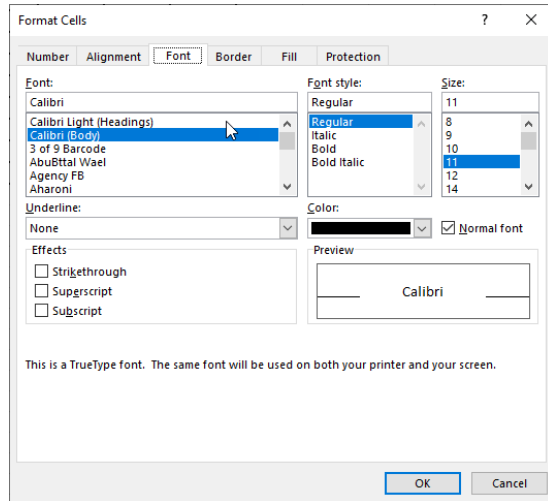 Format Cells ? ×
Number Alignment Font Border Fill Protection
Font: Font style: Size:
Calibri Regular 11
Calibri Light (Headings) Regular 8
Calibri (Body) Italic 9
3 of 9 Barcode Bold 10
AbuBttal Wael Bold Italic 11
Agency FB 12
Aharoni 14
Underline: Color:
None Normal font
Effects Preview
Strikethrough
Superscript Calibri
Subscript
This is a TrueType font. The same font will be used on both your printer and your screen.
OK Cancel